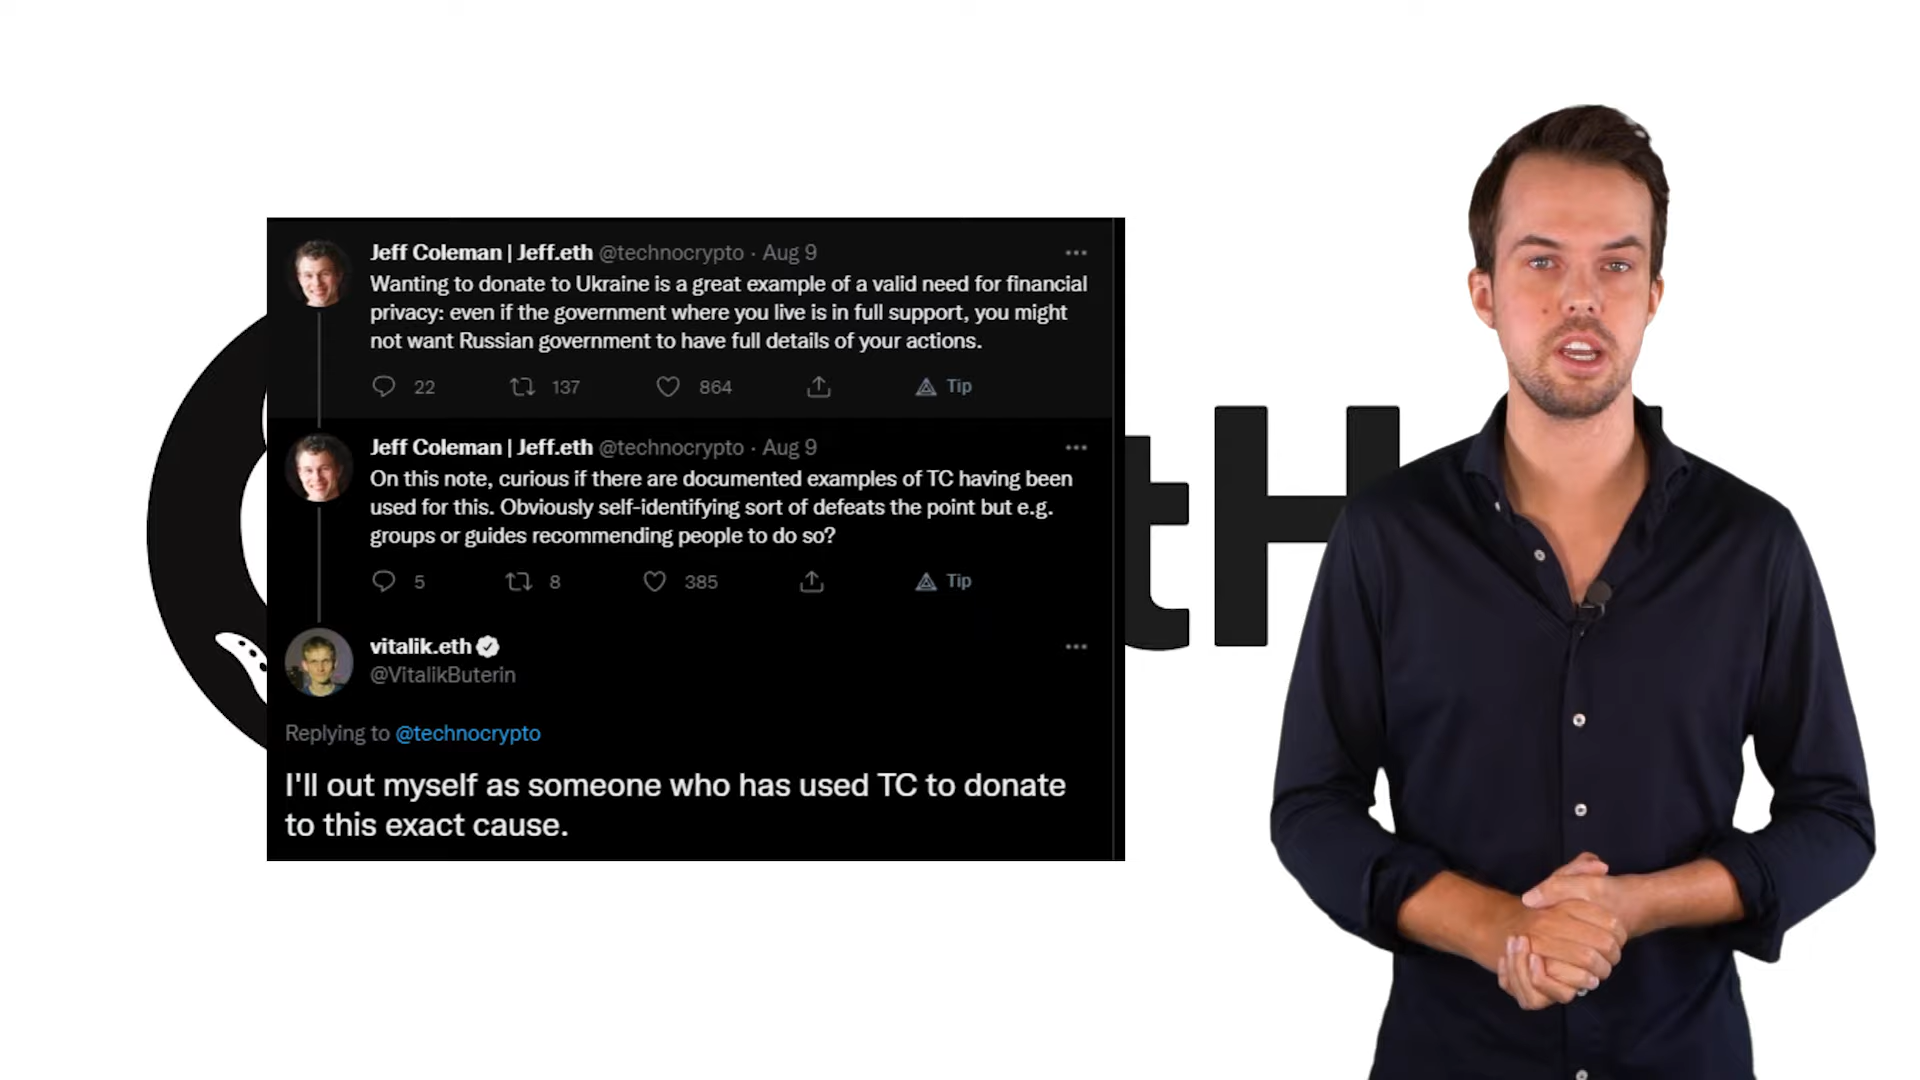 Jeff Coleman | Jeff.eth @technocrypto · Aug 9
Wanting to donate to Ukraine is a great example of a valid need for financial
privacy: even if the government where you live is in full support, you might
not want Russian government to have full details of your actions.
22 137 864 Tip
Jeff Coleman | Jeff.eth @technocrypto · Aug 9
On this note, curious if there are documented examples of TC having been
used for this. Obviously self-identifying sort of defeats the point but e.g.
groups or guides recommending people to do so?
5 8 385 Tip
vitalik.eth
@VitalikButerin
Replying to @technocrypto
I'll out myself as someone who has used TC to donate
to this exact cause.
tH